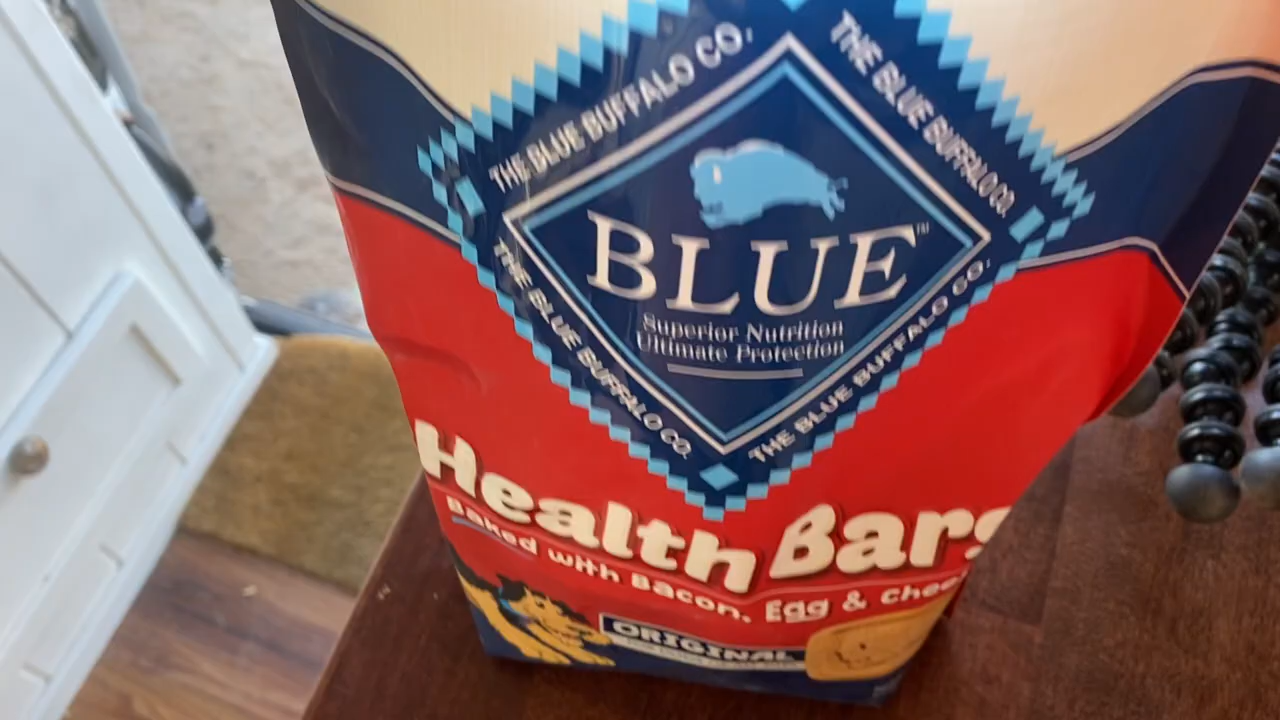 THE BLUE BUFFALO CO.
THE BLUE BUFFALO CO.
BLUE™
Superior Nutrition
Ultimate Protection
THE BLUE BUFFALO CO.
THE BLUE BUFFALO CO.
Health Bars
Baked with Bacon, Egg & Chee
ORIGINAL